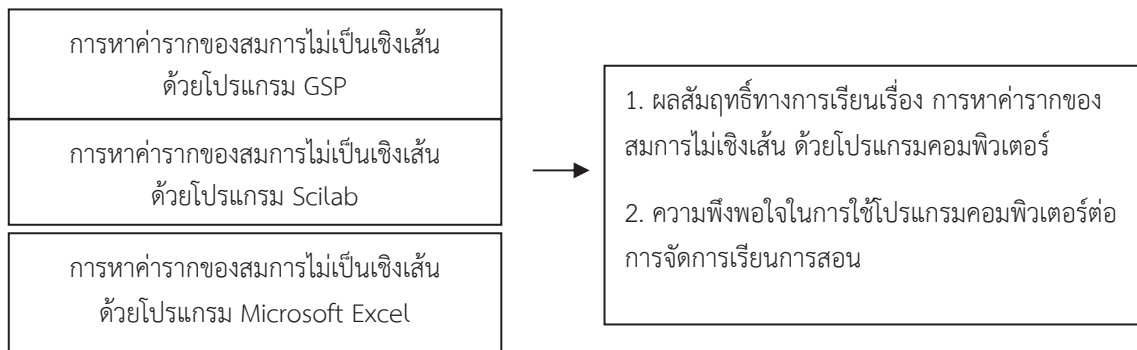 การหาค่ารากของสมการไม่เป็นเชิงเส้น
ด้วยโปรแกรม GSP
การหาค่ารากของสมการไม่เป็นเชิงเส้น
ด้วยโปรแกรม Scilab
การหาค่ารากของสมการไม่เป็นเชิงเส้น
ด้วยโปรแกรม Microsoft Excel
1. ผลสัมฤทธิ์ทางการเรียนเรื่อง การหาค่ารากของ
สมการไม่เชิงเส้น ด้วยโปรแกรมคอมพิวเตอร์
2. ความพึงพอใจในการใช้โปรแกรมคอมพิวเตอร์ต่อ
การจัดการเรียนการสอน